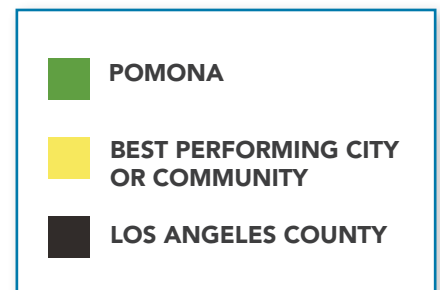 POMONA
BEST PERFORMING CITY
OR COMMUNITY
LOS ANGELES COUNTY